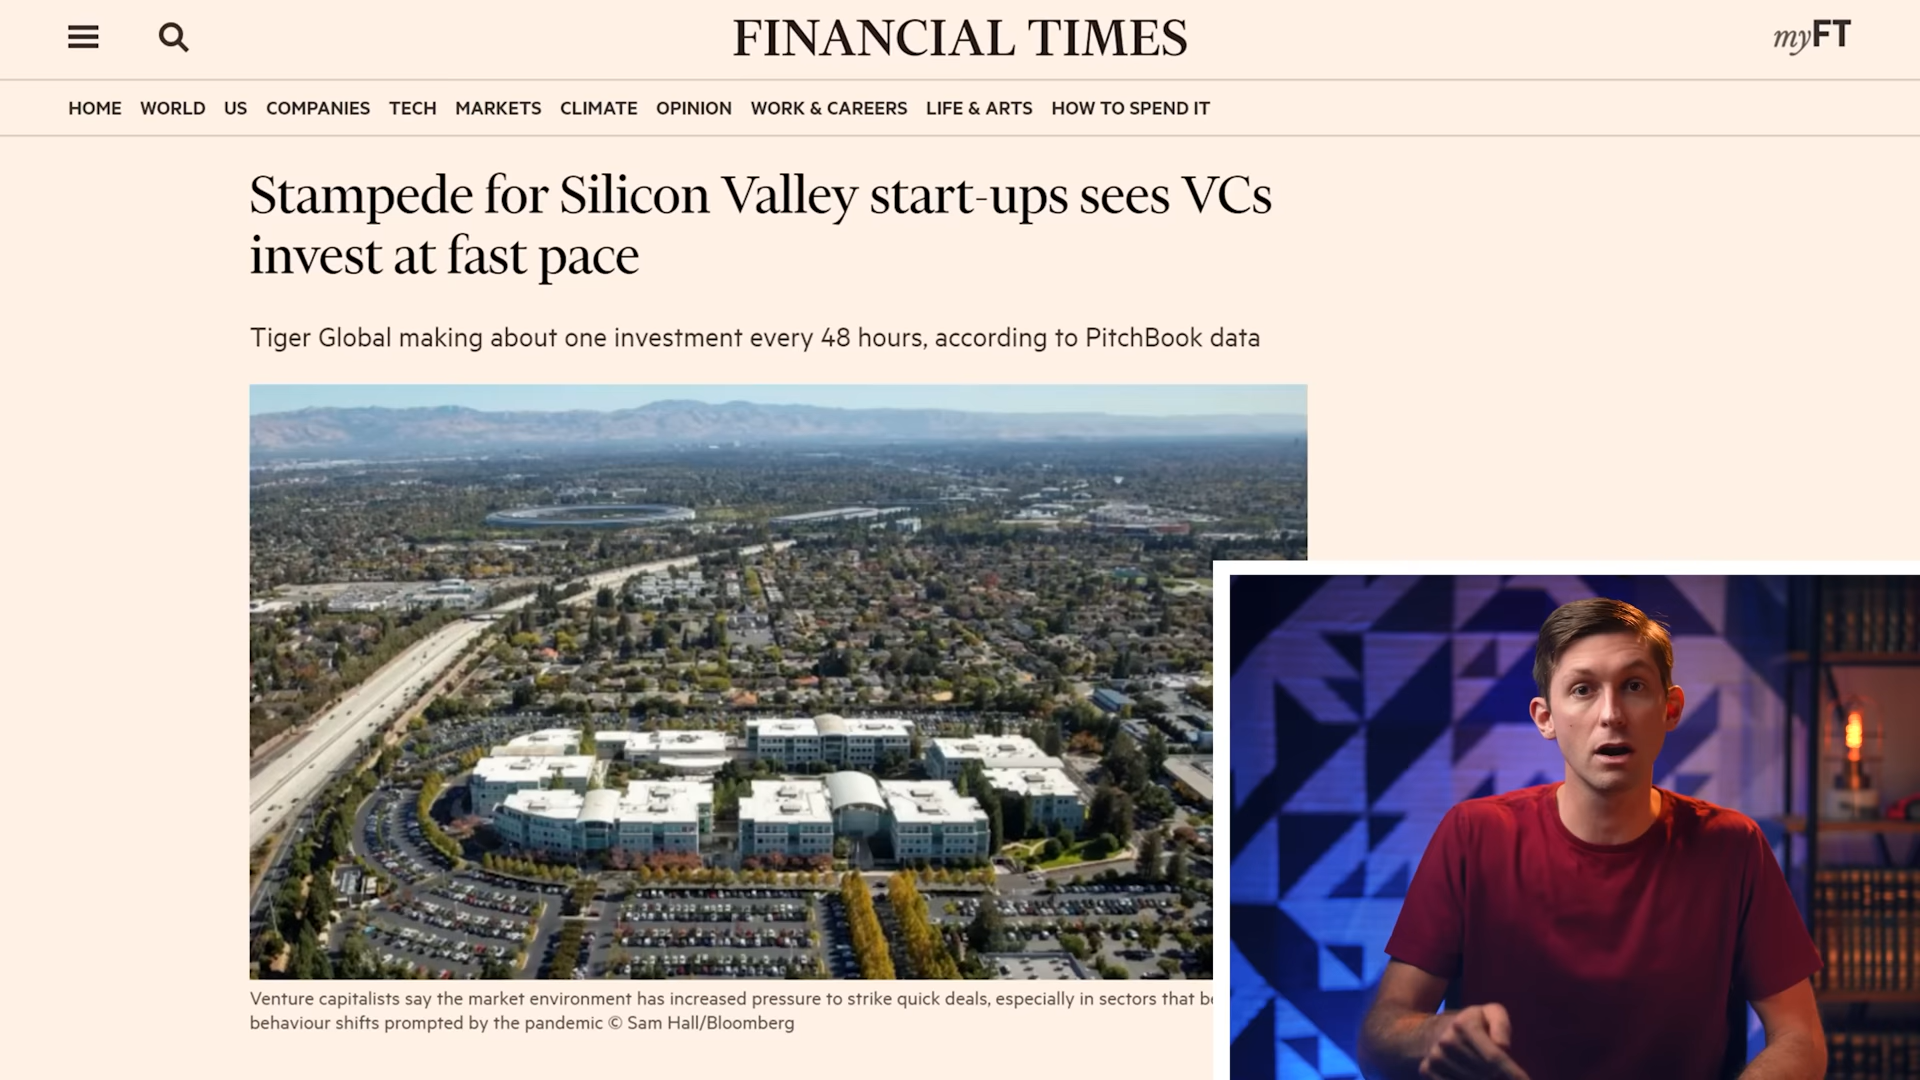 FINANCIAL TIMES
myFT
HOME WORLD US COMPANIES TECH MARKETS CLIMATE OPINION WORK & CAREERS LIFE & ARTS HOW TO SPEND IT
Stampede for Silicon Valley start-ups sees VCs
invest at fast pace
Tiger Global making about one investment every 48 hours, according to PitchBook data
Venture capitalists say the market environment has increased pressure to strike quick deals, especially in sectors that
behaviour shifts prompted by the pandemic © Sam Hall/Bloomberg